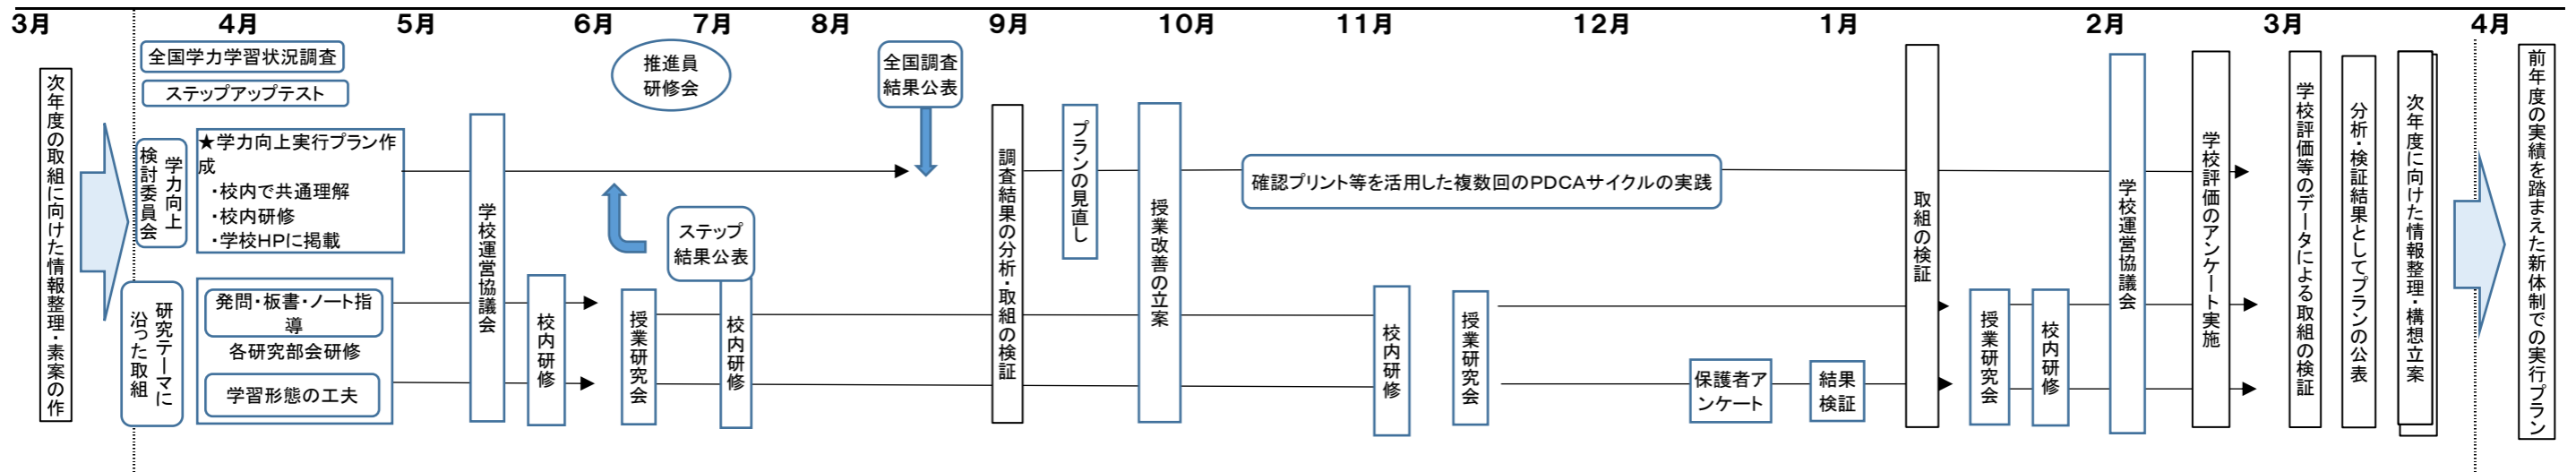 3月 4月 5月 6月 7月 8月 9月 10月 11月 12月 1月 2月 3月 4月
次年度の取組に向けた情報整理・素案の作
全国学力学習状況調査
ステップアップテスト
学力向上
検討委員会
★学力向上実行プラン作
成
・校内で共通理解
・校内研修
・学校HPに掲載
研究テーマに
沿った取組
発問・板書・ノート指
導
各研究部会研修
学習形態の工夫
学校運営協議会
校内研修
推進員
研修会
授業研究会
ステップ
結果公表
校内研修
全国調査
結果公表
調査結果の分析・取組の検証
プランの見直し
授業改善の立案
確認プリント等を活用した複数回のPDCAサイクルの実践
校内研修
授業研究会
保護者ア
ンケート
結果
検証
取組の検証
授業研究会
校内研修
学校運営協議会
学校評価のアンケート実施
学校評価等のデータによる取組の検証
分析・検証結果としてプランの公表
次年度に向けた情報整理・構想立案
前年度の実績を踏まえた新体制での実行プラン